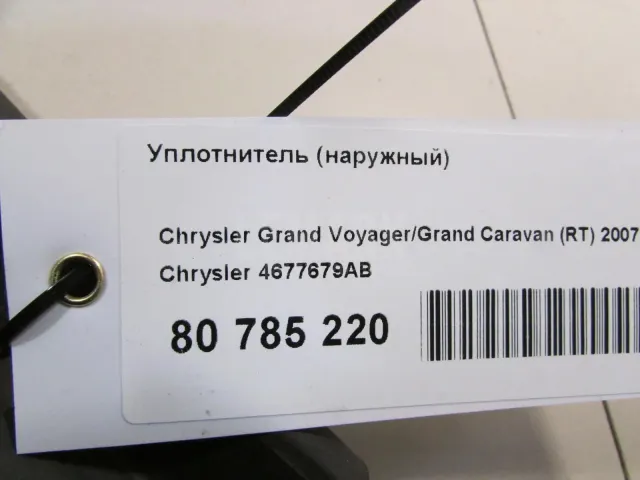 Уплотнитель (наружный)
Chrysler Grand Voyager/Grand Caravan (RT) 2007
Chrysler 4677679AB
80 785 220